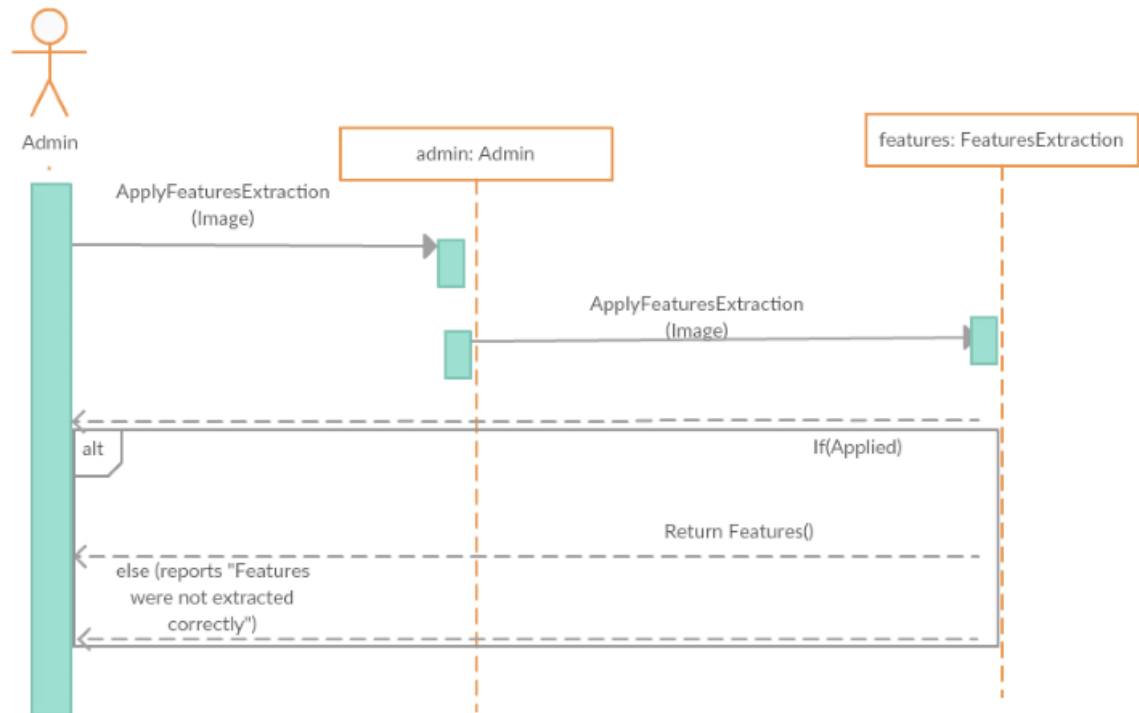 Admin
admin: Admin
features: FeaturesExtraction
ApplyFeaturesExtraction
(Image)
ApplyFeaturesExtraction
(Image)
alt
If(Applied)
Return Features()
else (reports "Features
were not extracted
correctly")